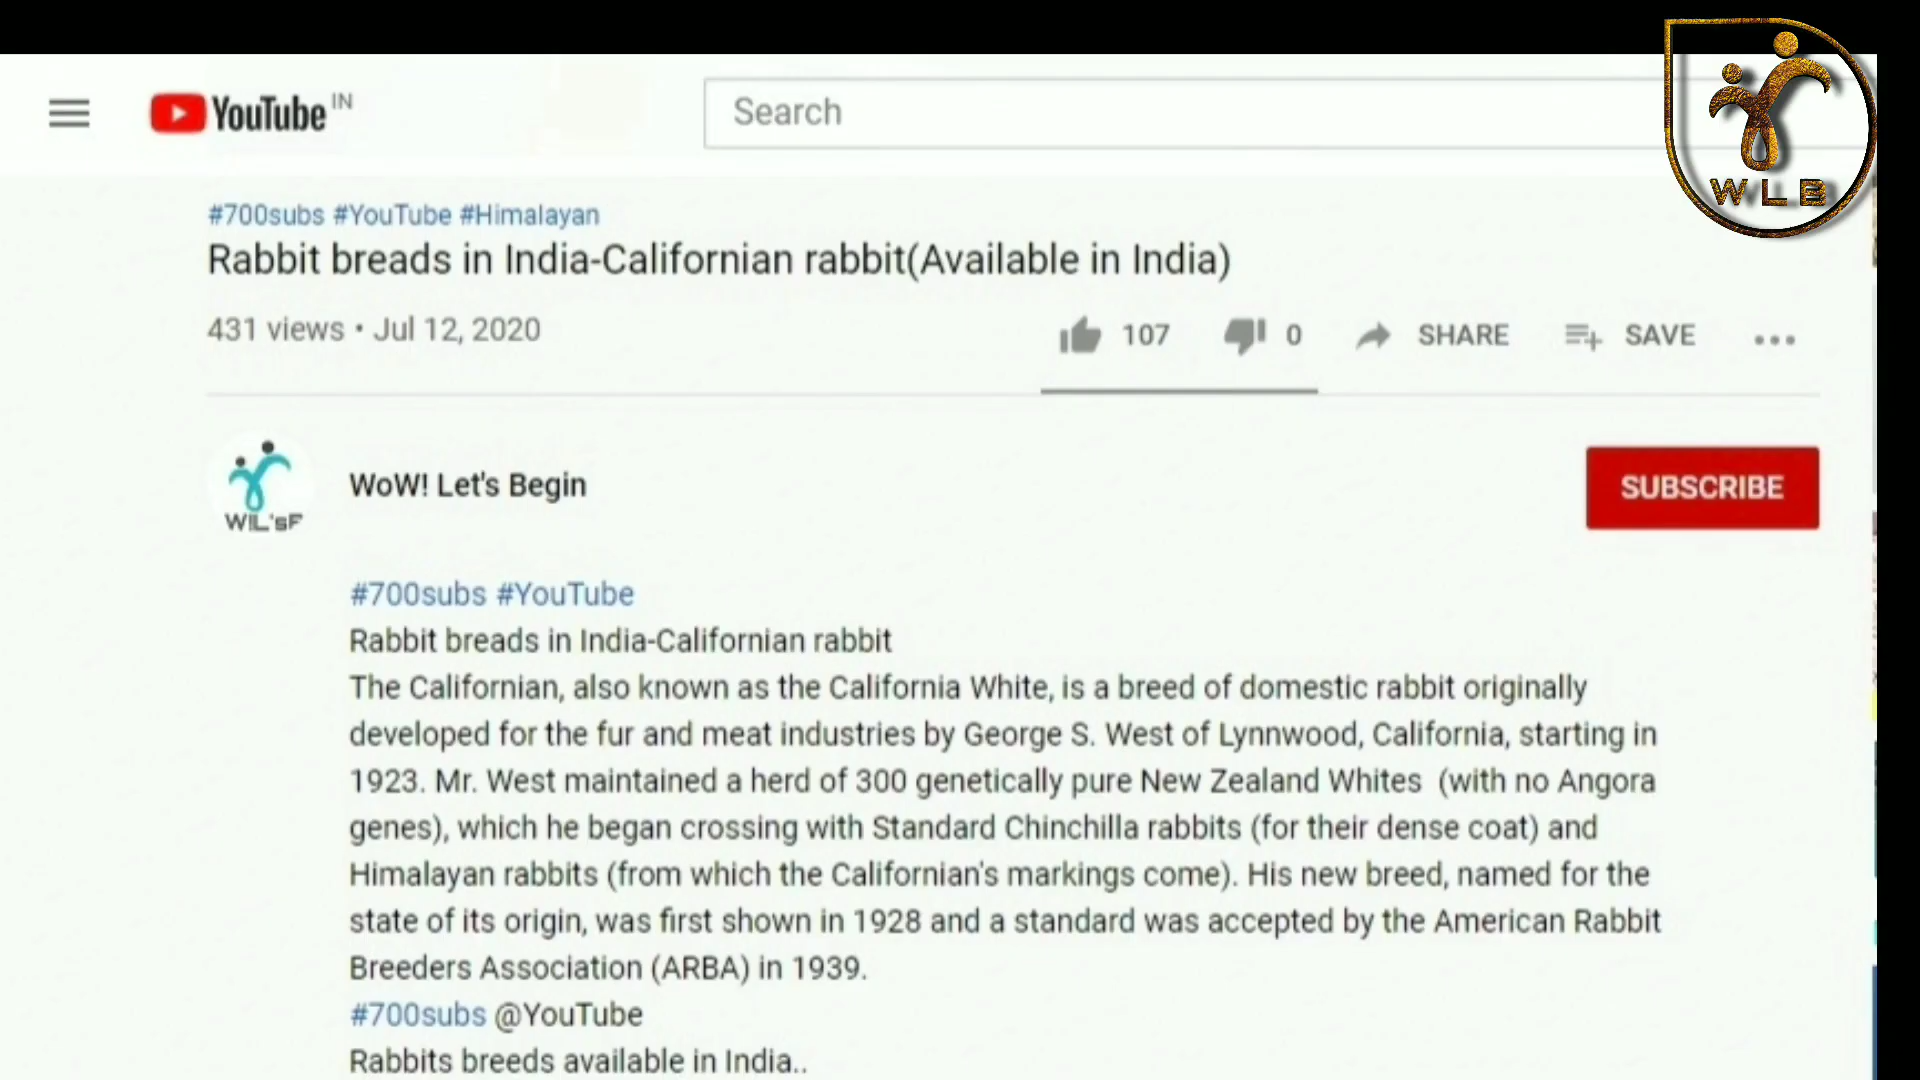 YouTube IN
Search
WLB
#700subs #YouTube #Himalayan
Rabbit breads in India-Californian rabbit(Available in India)
431 views • Jul 12, 2020
107 0 SHARE SAVE
WIL'sF
WoW! Let's Begin
SUBSCRIBE
#700subs #YouTube
Rabbit breads in India-Californian rabbit
The Californian, also known as the California White, is a breed of domestic rabbit originally
developed for the fur and meat industries by George S. West of Lynnwood, California, starting in
1923. Mr. West maintained a herd of 300 genetically pure New Zealand Whites (with no Angora
genes), which he began crossing with Standard Chinchilla rabbits (for their dense coat) and
Himalayan rabbits (from which the Californian's markings come). His new breed, named for the
state of its origin, was first shown in 1928 and a standard was accepted by the American Rabbit
Breeders Association (ARBA) in 1939.
#700subs @YouTube
Rabbits breeds available in India..